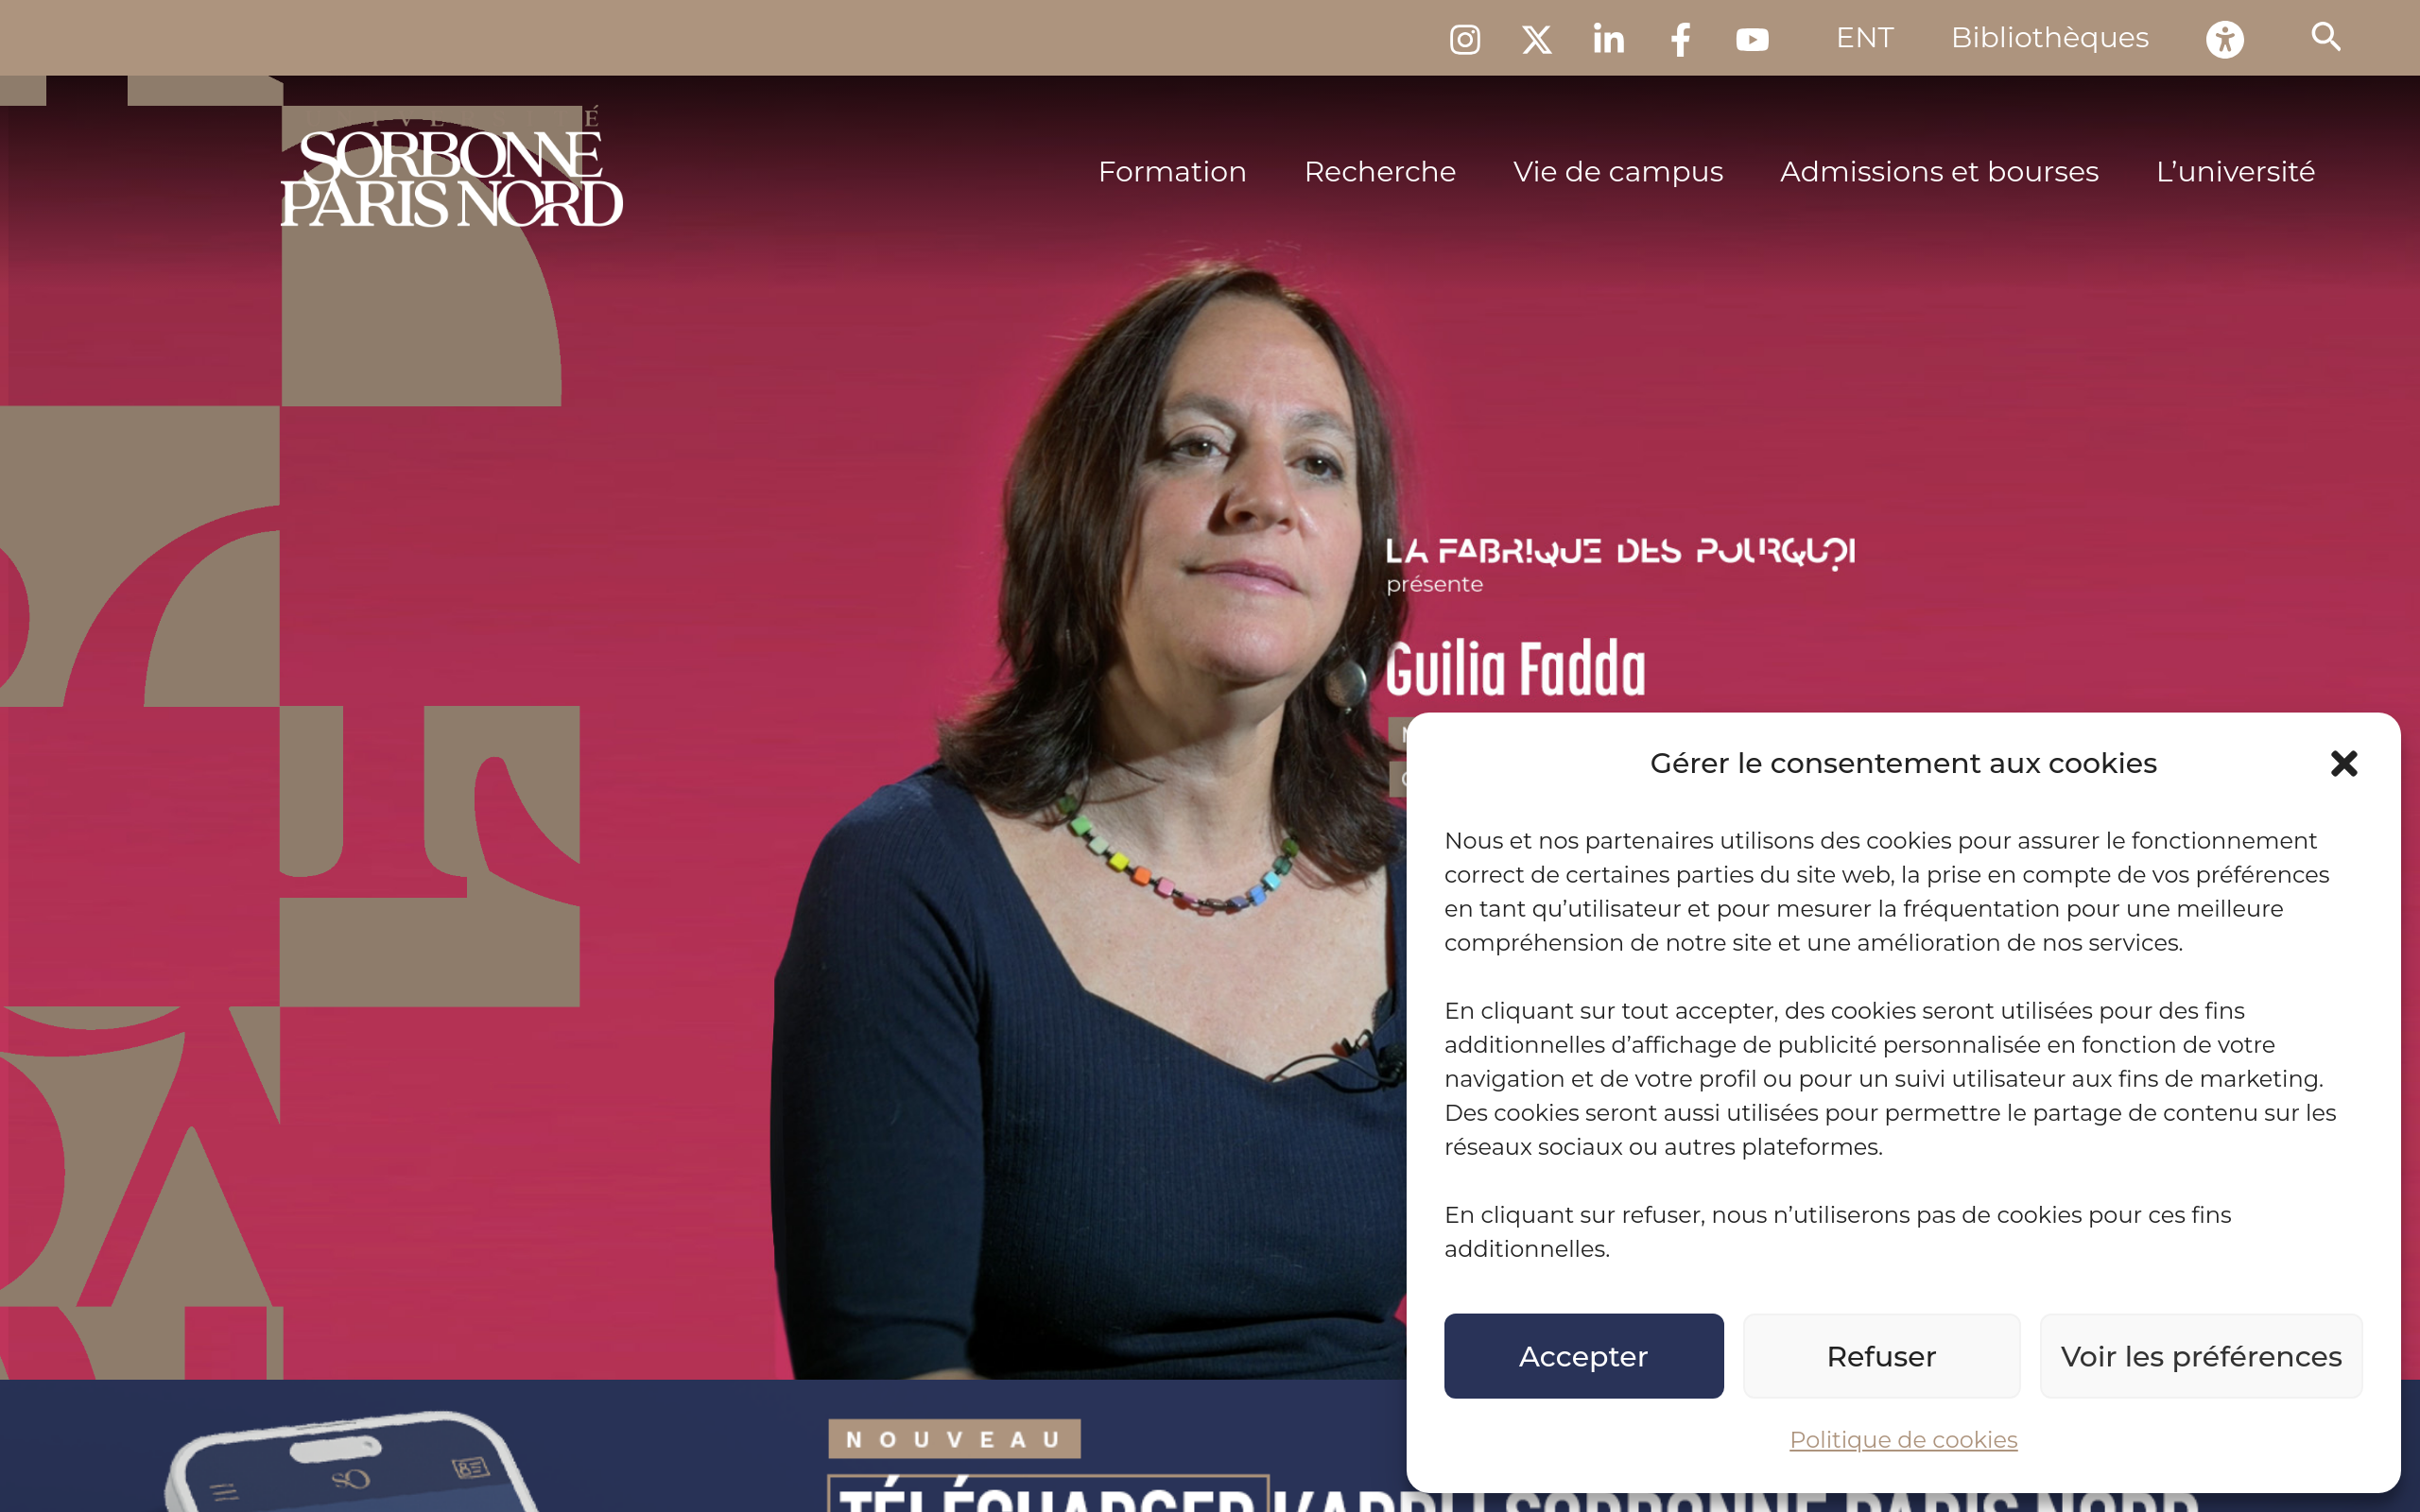 ENT
Bibliothèques
UNIVERSITÉ
SORBONNE
PARIS NORD
Formation
Recherche
Vie de campus
Admissions et bourses
L’université
LA FABR!QUE DES POURQU?I
présente
Guilia Fadda
Gérer le consentement aux cookies
Nous et nos partenaires utilisons des cookies pour assurer le fonctionnement
correct de certaines parties du site web, la prise en compte de vos préférences
en tant qu’utilisateur et pour mesurer la fréquentation pour une meilleure
compréhension de notre site et une amélioration de nos services.
En cliquant sur tout accepter, des cookies seront utilisées pour des fins
additionnelles d’affichage de publicité personnalisée en fonction de votre
navigation et de votre profil ou pour un suivi utilisateur aux fins de marketing.
Des cookies seront aussi utilisées pour permettre le partage de contenu sur les
réseaux sociaux ou autres plateformes.
En cliquant sur refuser, nous n’utiliserons pas de cookies pour ces fins
additionnelles.
Accepter
Refuser
Voir les préférences
Politique de cookies
NOUVEAU
SO
TÉLÉCHARGER L'APPLI SORBONNE PARIS NORD